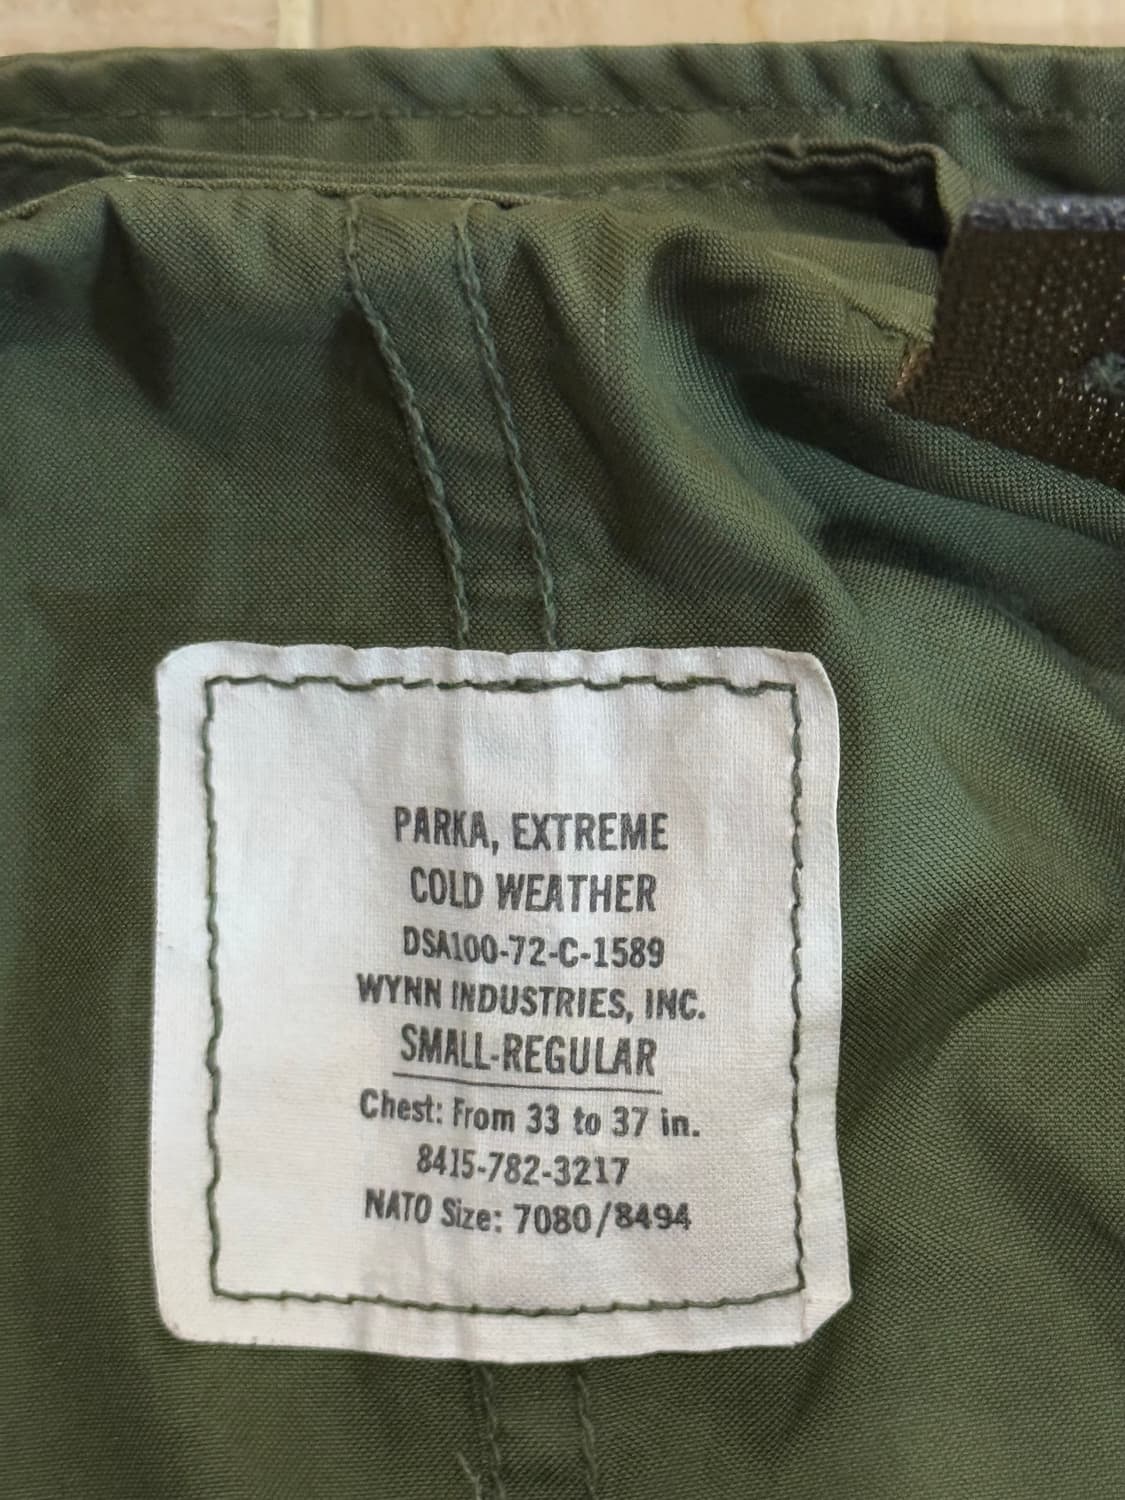 PARKA, EXTREME
COLD WEATHER
DSA100-72-C-1589
WYNN INDUSTRIES, INC.
SMALL-REGULAR
Chest: From 33 to 37 in.
8415-782-3217
NATO Size: 7080/8494